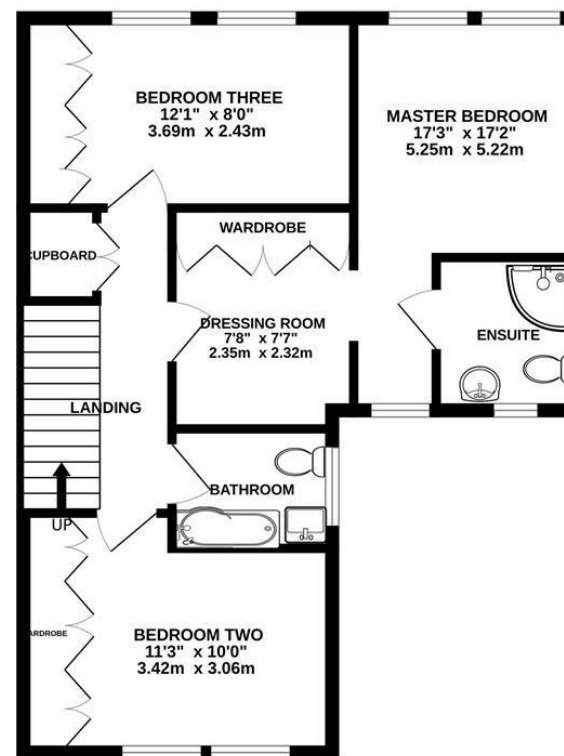 BEDROOM THREE
12'1" x 8'0"
3.69m x 2.43m
MASTER BEDROOM
17'3" x 17'2"
5.25m x 5.22m
WARDROBE
CUPBOARD
DRESSING ROOM
7'8" x 7'7"
2.35m x 2.32m
ENSUITE
LANDING
BATHROOM
UP
ARDROBE
BEDROOM TWO
11'3" x 10'0"
3.42m x 3.06m